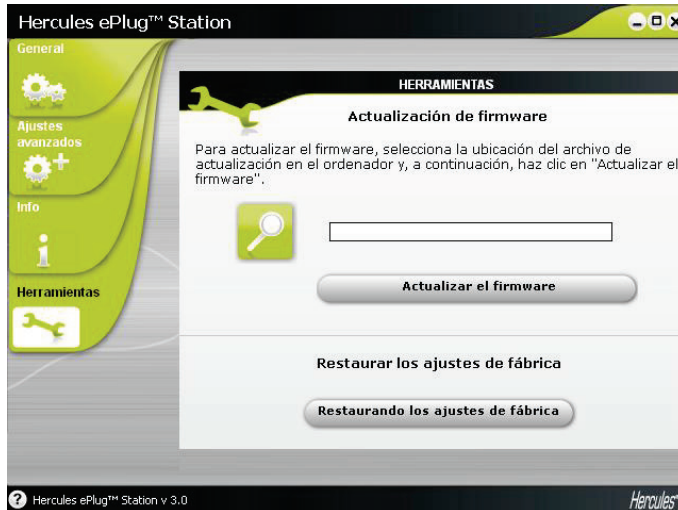 Hercules ePlug™ Station
General
Ajustes
avanzados
Info
Herramientas
HERRAMIENTAS
Actualización de firmware
Para actualizar el firmware, selecciona la ubicación del archivo de
actualización en el ordenador y, a continuación, haz clic en "Actualizar el
firmware".
Actualizar el firmware
Restaurar los ajustes de fábrica
Restaurando los ajustes de fábrica
? Hercules ePlug™ Station v 3.0
Hercules